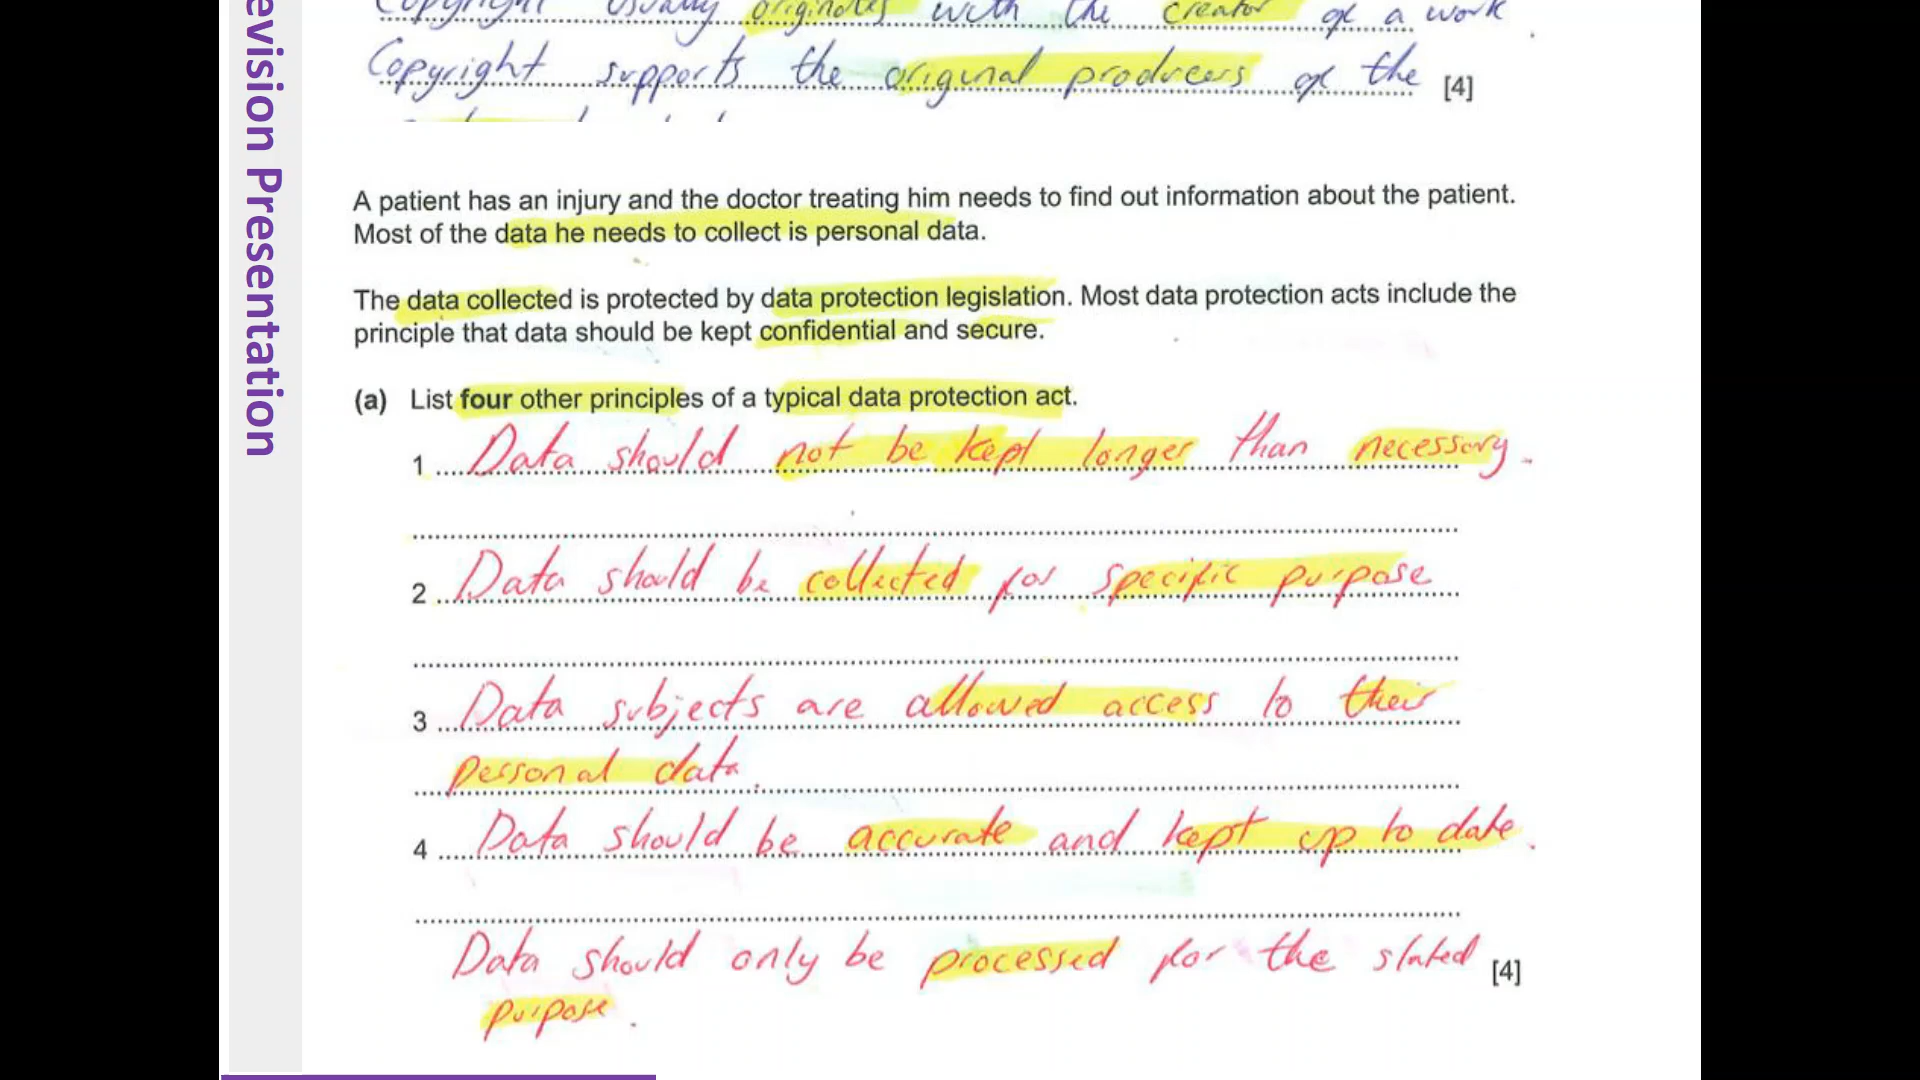 Copyright usually originates with the creator of a work.
Copyright supports the original producers of the [4]
A patient has an injury and the doctor treating him needs to find out information about the patient.
Most of the data he needs to collect is personal data.
The data collected is protected by data protection legislation. Most data protection acts include the
principle that data should be kept confidential and secure.
(a) List four other principles of a typical data protection act.
1 Data should not be kept longer than necessary.
2 Data should be collected for specific purpose
3 Data subjects are allowed access to their
personal data.
4 Data should be accurate and kept up to date.
Data should only be processed for the stated [4]
purpose.
evision Presentation